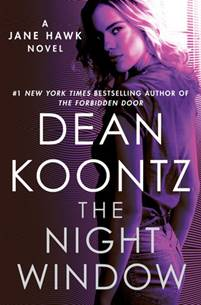 A
JANE HAWK
NOVEL
#1 NEW YORK TIMES BESTSELLING AUTHOR OF
THE FORBIDDEN DOOR
DEAN
KOONTZ
THE
NIGHT
WINDOW